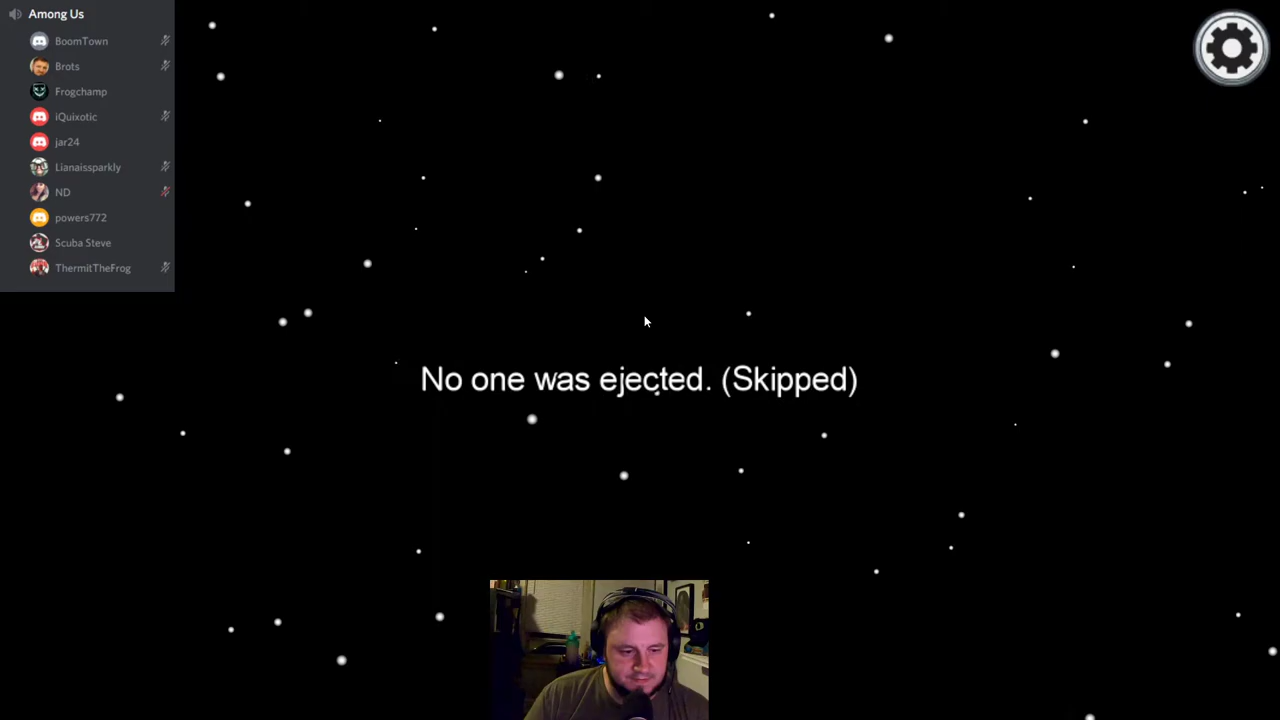 Among Us
BoomTown
Brots
Frogchamp
iQuixotic
jar24
Lianaissparkly
ND
powers772
Scuba Steve
ThermitTheFrog
No one was ejected. (Skipped)